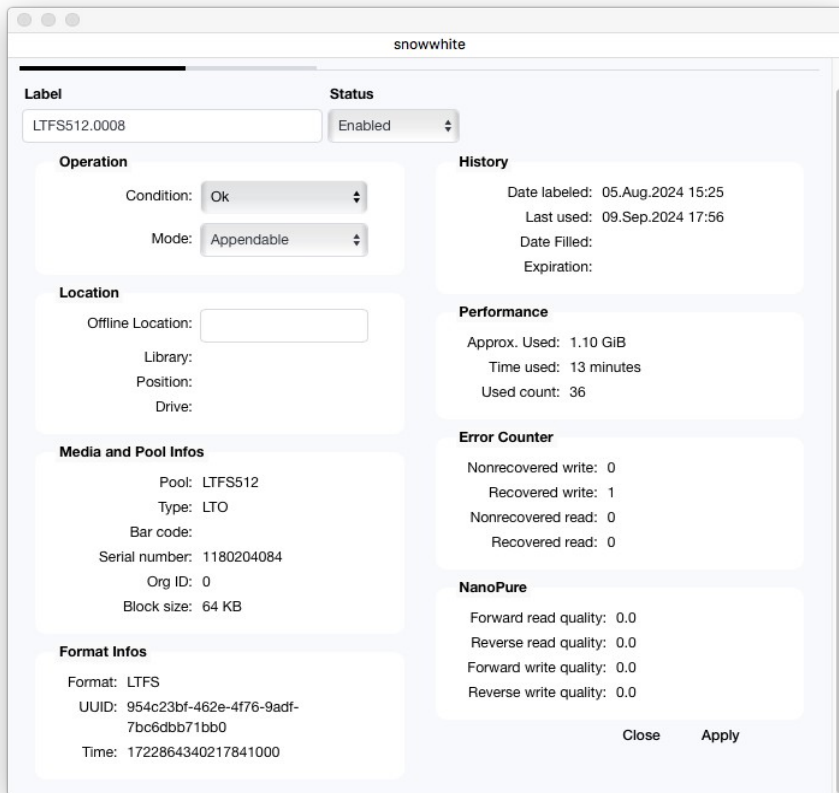 snowwhite
Label
Status
LTFS512.0008
Enabled
Operation
Condition: Ok
Mode: Appendable
Location
Offline Location:
Library:
Position:
Drive:
Media and Pool Infos
Pool: LTFS512
Type: LTO
Bar code:
Serial number: 1180204084
Org ID: 0
Block size: 64 KB
Format Infos
Format: LTFS
UUID: 954c23bf-462e-4f76-9adf-
7bc6dbb71bb0
Time: 1722864340217841000
History
Date labeled: 05.Aug.2024 15:25
Last used: 09.Sep.2024 17:56
Date Filled:
Expiration:
Performance
Approx. Used: 1.10 GiB
Time used: 13 minutes
Used count: 36
Error Counter
Nonrecovered write: 0
Recovered write: 1
Nonrecovered read: 0
Recovered read: 0
NanoPure
Forward read quality: 0.0
Reverse read quality: 0.0
Forward write quality: 0.0
Reverse write quality: 0.0
Close
Apply